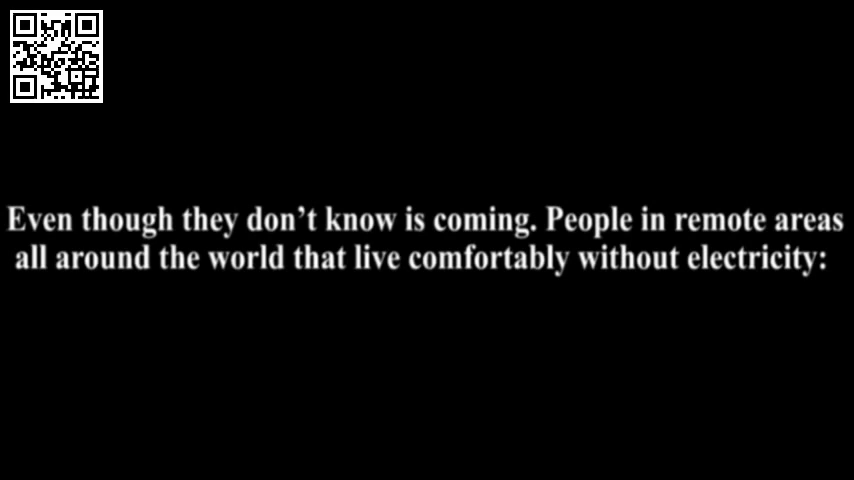 Even though they don’t know is coming. People in remote areas
all around the world that live comfortably without electricity: